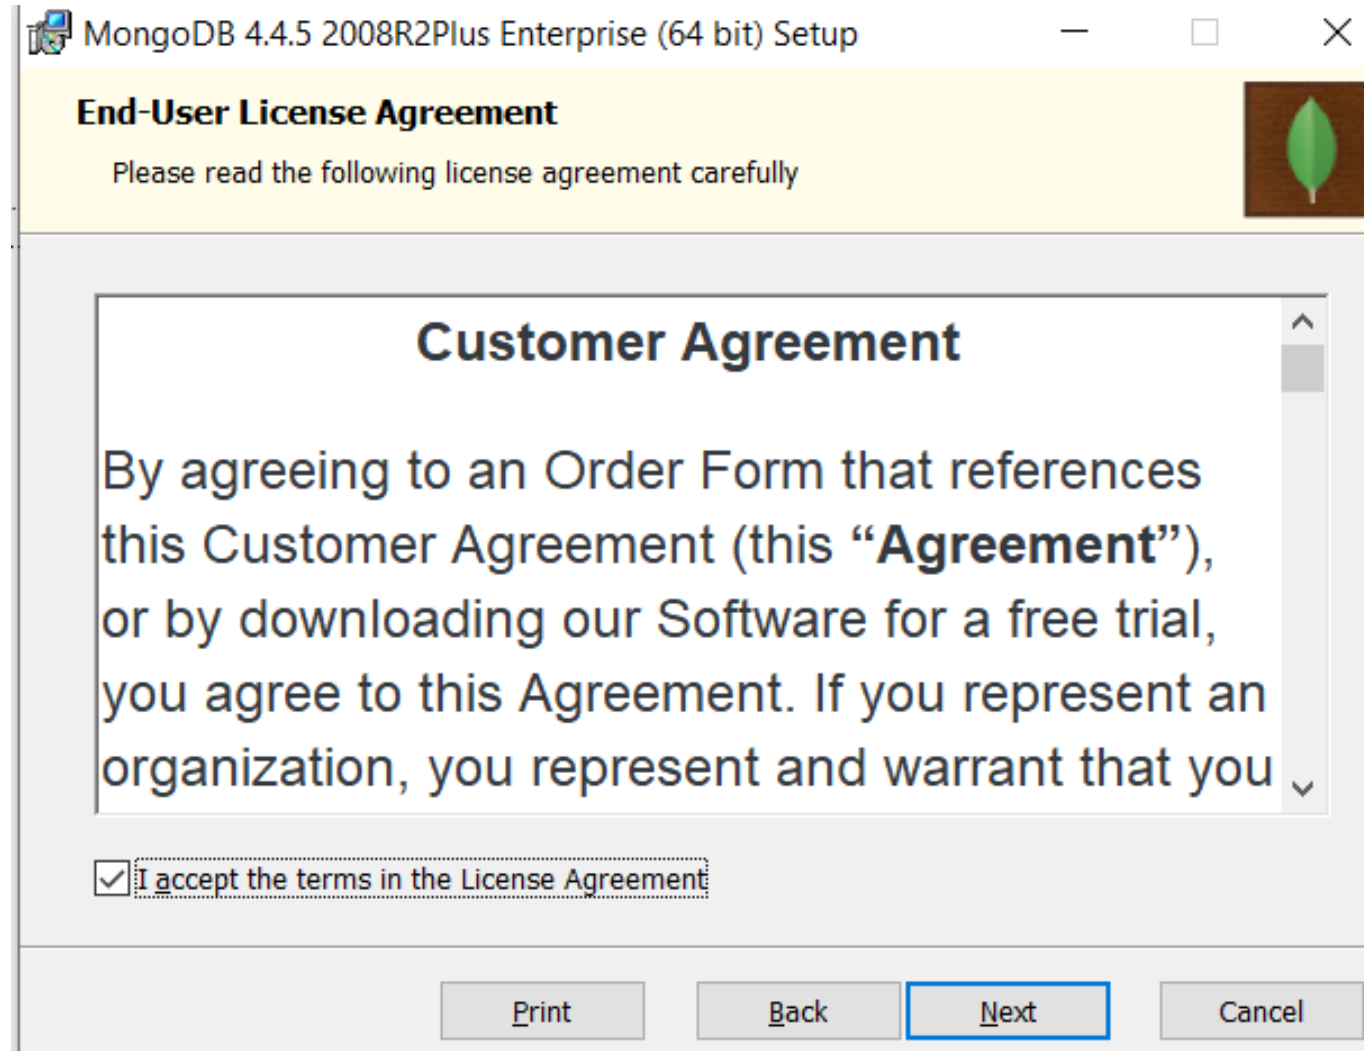 MongoDB 4.4.5 2008R2Plus Enterprise (64 bit) Setup
End-User License Agreement
Please read the following license agreement carefully
Customer Agreement
By agreeing to an Order Form that references
this Customer Agreement (this “Agreement”),
or by downloading our Software for a free trial,
you agree to this Agreement. If you represent an
organization, you represent and warrant that you
I accept the terms in the License Agreement
Print Back Next Cancel